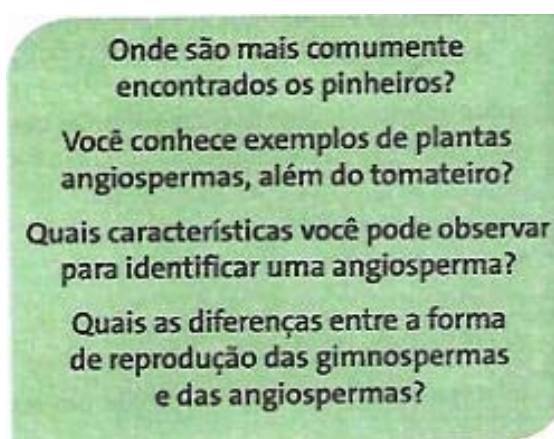 Onde são mais comumente
encontrados os pinheiros?
Você conhece exemplos de plantas
angiospermas, além do tomateiro?
Quais características você pode observar
para identificar uma angiosperma?
Quais as diferenças entre a forma
de reprodução das gimnospermas
e das angiospermas?